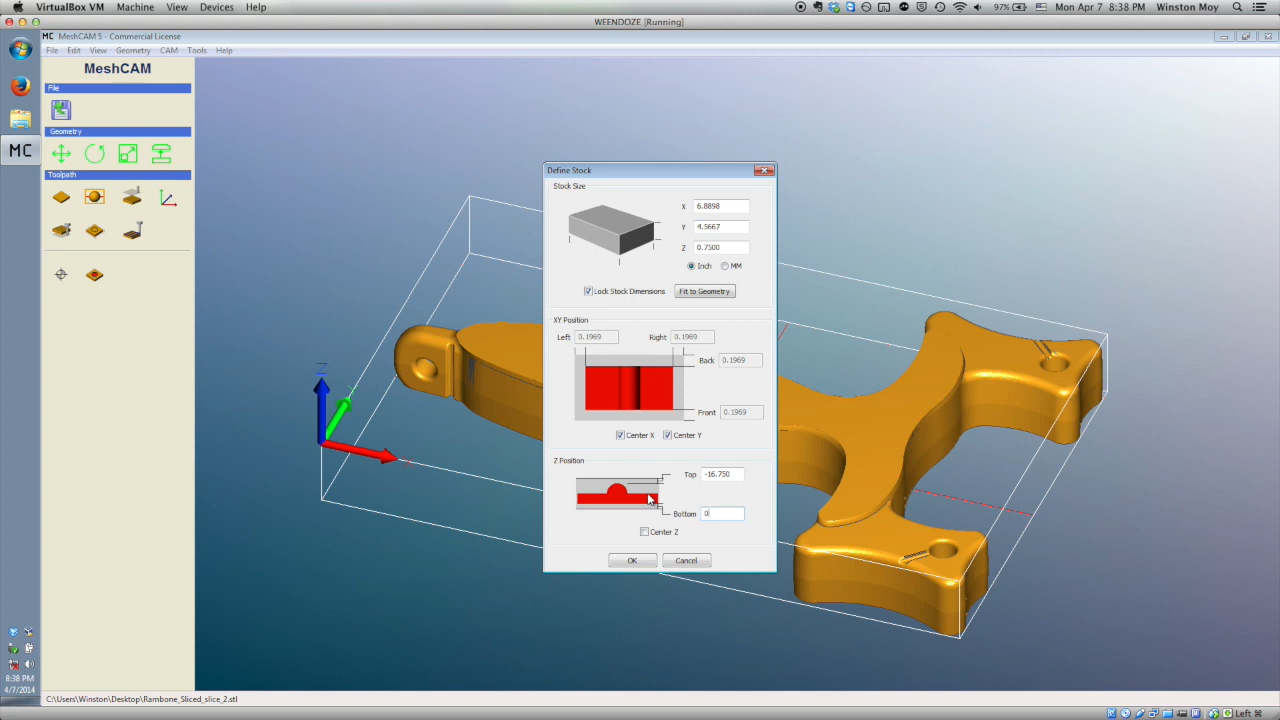 VirtualBox VM Machine View Devices Help
97% Mon Apr 7 8:38 PM Winston Moy
WEENDOZE [Running]
MC MeshCAM 5 - Commercial License
File Edit View Geometry CAM Tools Help
MeshCAM
File
Geometry
MC
Toolpath
Define Stock
Stock Size
X 6.8898
Y 4.5667
Z 0.7500
Inch MM
Lock Stock Dimensions Fit to Geometry
XY Position
Left 0.1969 Right 0.1969
Back 0.1969
Front 0.1969
Center X Center Y
Z Position
Top -16.750
Bottom 0
Center Z
OK Cancel
Z
8:38 PM
4/7/2014
C:\Users\Winston\Desktop\Rambone_Sliced_slice_2.stl
Left ⌘